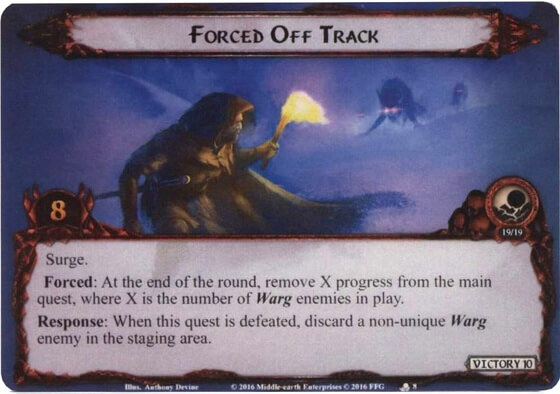 FORCED OFF TRACK
8
19/19
Surge.
Forced: At the end of the round, remove X progress from the main
quest, where X is the number of Warg enemies in play.
Response: When this quest is defeated, discard a non-unique Warg
enemy in the staging area.
VICTORY 10
Illus. Anthony Devine © 2016 Middle-earth Enterprises © 2016 FFG 8